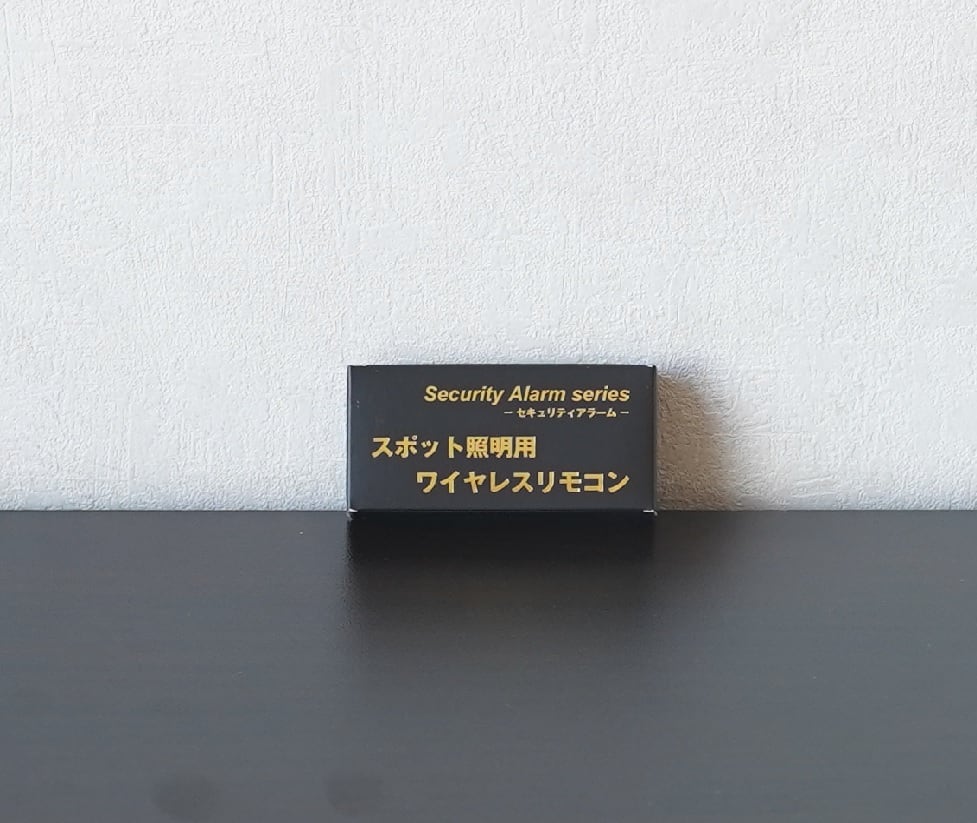 Security Alarm series
– セキュリティアラーム –
スポット照明用
ワイヤレスリモコン